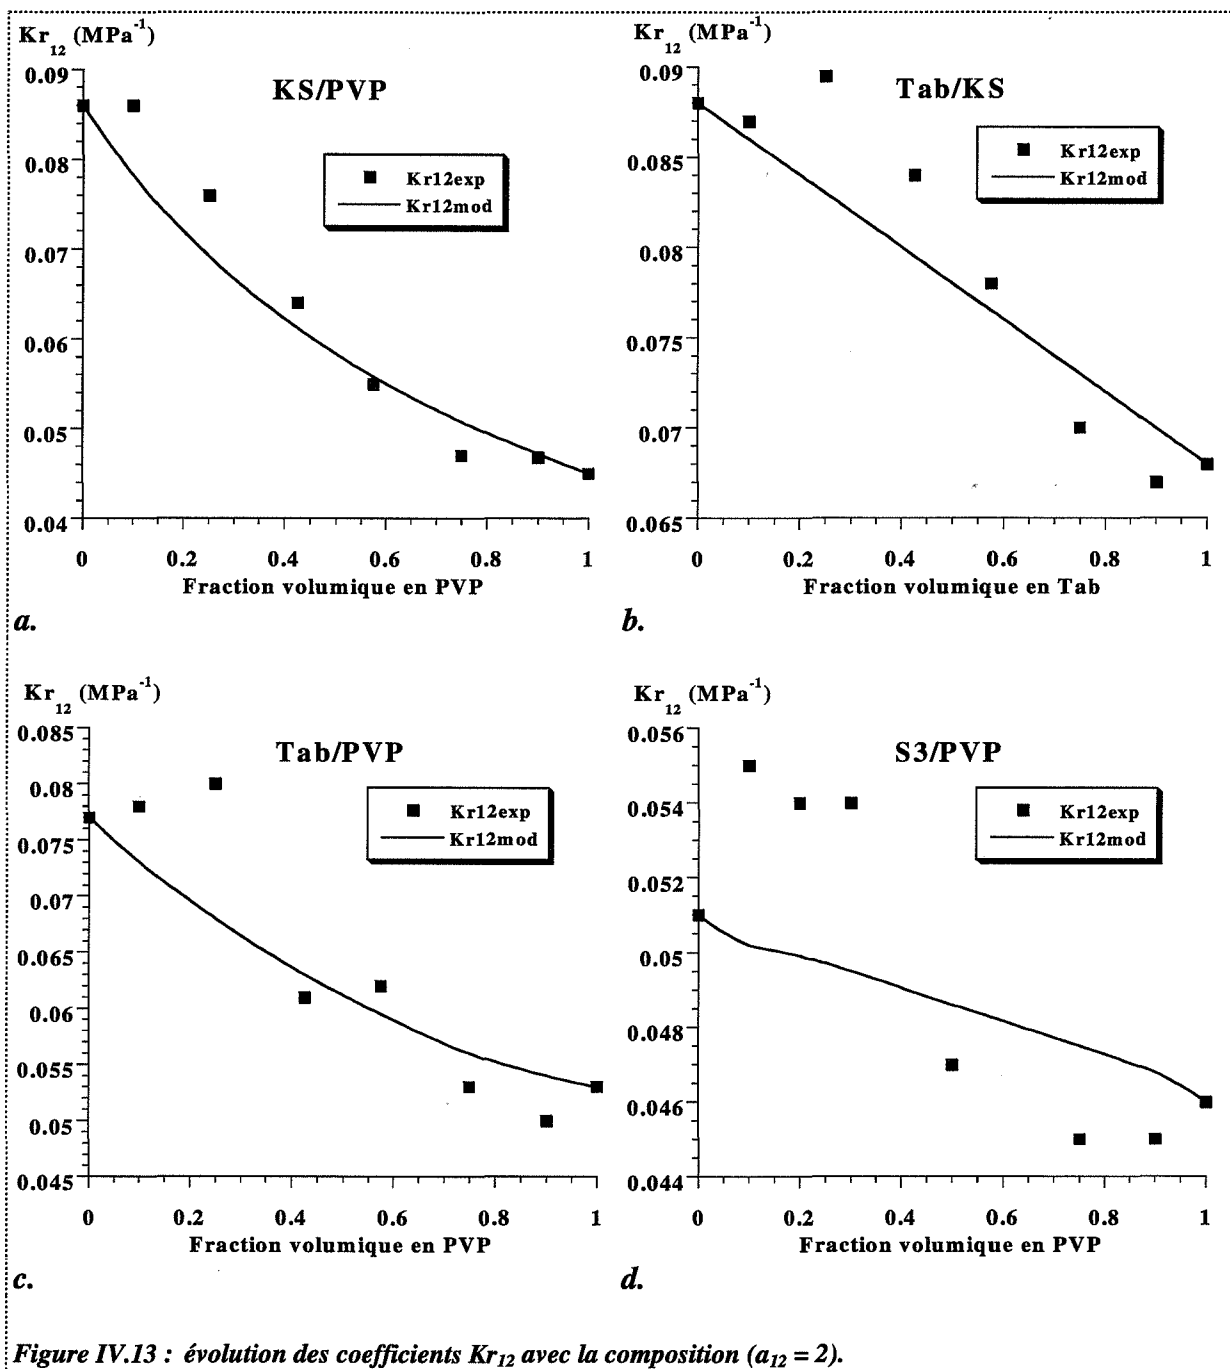 Kr12 (MPa-1)
KS/PVP
0.09
0.08
0.07
0.06
0.05
0.04
Kr12exp
Kr12mod
0 0.2 0.4 0.6 0.8 1
Fraction volumique en PVP
a.
Kr12 (MPa-1)
Tab/KS
0.09
0.085
0.08
0.075
0.07
0.065
Kr12exp
Kr12mod
0 0.2 0.4 0.6 0.8 1
Fraction volumique en Tab
b.
Kr12 (MPa-1)
Tab/PVP
0.085
0.08
0.075
0.07
0.065
0.06
0.055
0.05
0.045
Kr12exp
Kr12mod
0 0.2 0.4 0.6 0.8 1
Fraction volumique en PVP
c.
Kr12 (MPa-1)
S3/PVP
0.056
0.054
0.052
0.05
0.048
0.046
0.044
Kr12exp
Kr12mod
0 0.2 0.4 0.6 0.8 1
Fraction volumique en PVP
d.
Figure IV.13 : évolution des coefficients Kr12 avec la composition (a12 = 2).